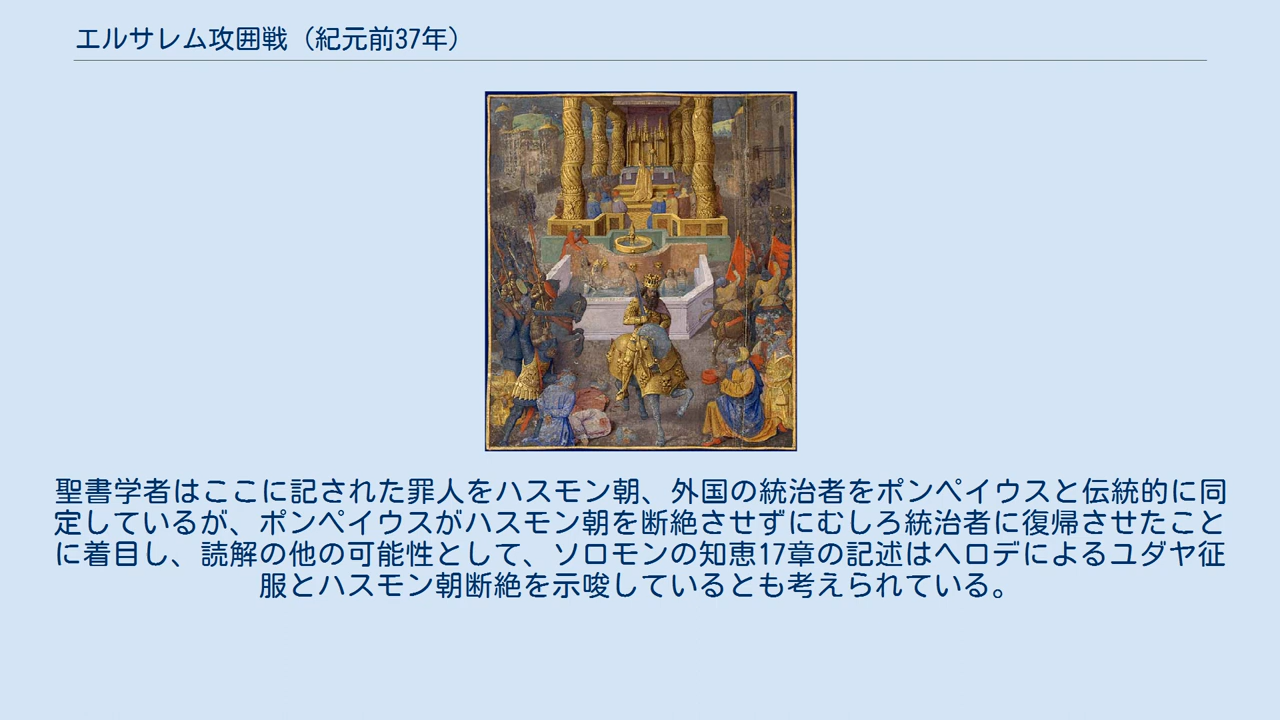 エルサレム攻囲戦（紀元前37年）
聖書学者はここに記された罪人をハスモン朝、外国の統治者をポンペイウスと伝統的に同
定しているが、ポンペイウスがハスモン朝を断絶させずにむしろ統治者に復帰させたこと
に着目し、読解の他の可能性として、ソロモンの知恵17章の記述はヘロデによるユダヤ征
服とハスモン朝断絶を示唆しているとも考えられている。